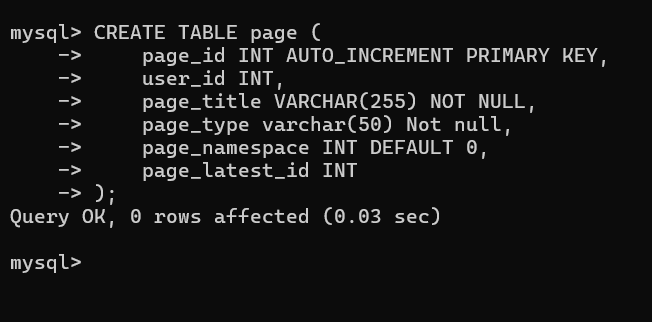 mysql> CREATE TABLE page (
    ->     page_id INT AUTO_INCREMENT PRIMARY KEY,
    ->     user_id INT,
    ->     page_title VARCHAR(255) NOT NULL,
    ->     page_type varchar(50) Not null,
    ->     page_namespace INT DEFAULT 0,
    ->     page_latest_id INT
    -> );
Query OK, 0 rows affected (0.03 sec)
mysql>